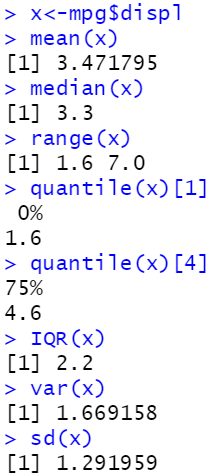 > x<-mpg$displ
> mean(x)
[1] 3.471795
> median(x)
[1] 3.3
> range(x)
[1] 1.6 7.0
> quantile(x)[1]
 0%
1.6
> quantile(x)[4]
75%
4.6
> IQR(x)
[1] 2.2
> var(x)
[1] 1.669158
> sd(x)
[1] 1.291959